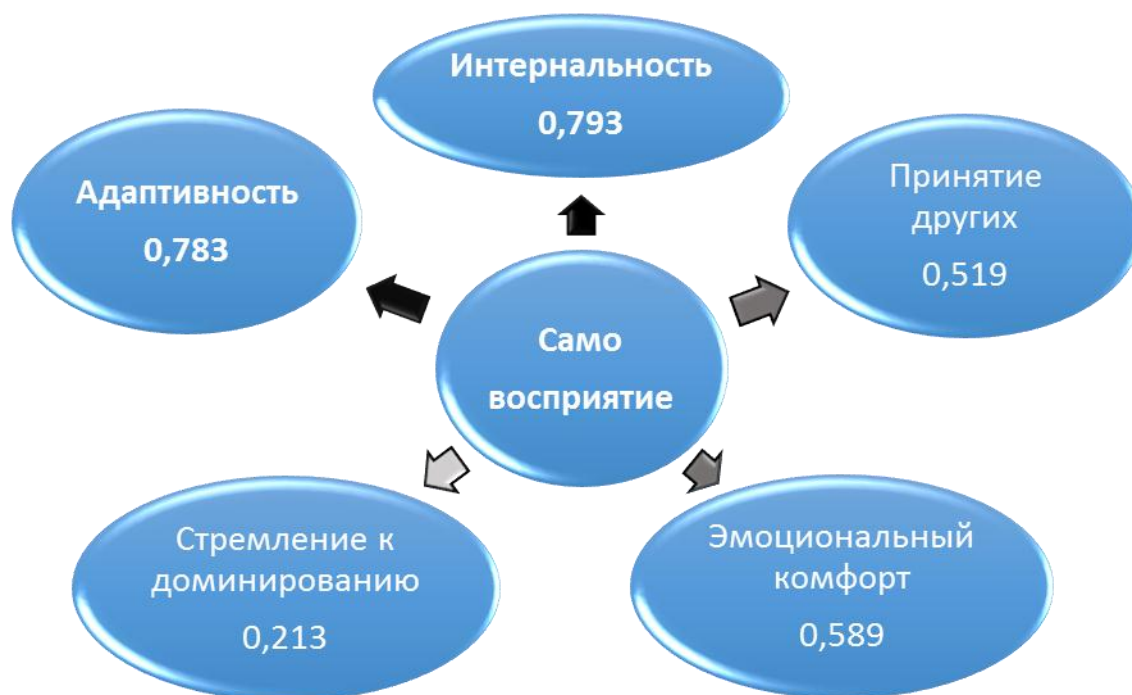 Интернальность
0,793
Адаптивность
0,783
Принятие
других
0,519
Само
восприятие
Стремление к
доминированию
0,213
Эмоциональный
комфорт
0,589